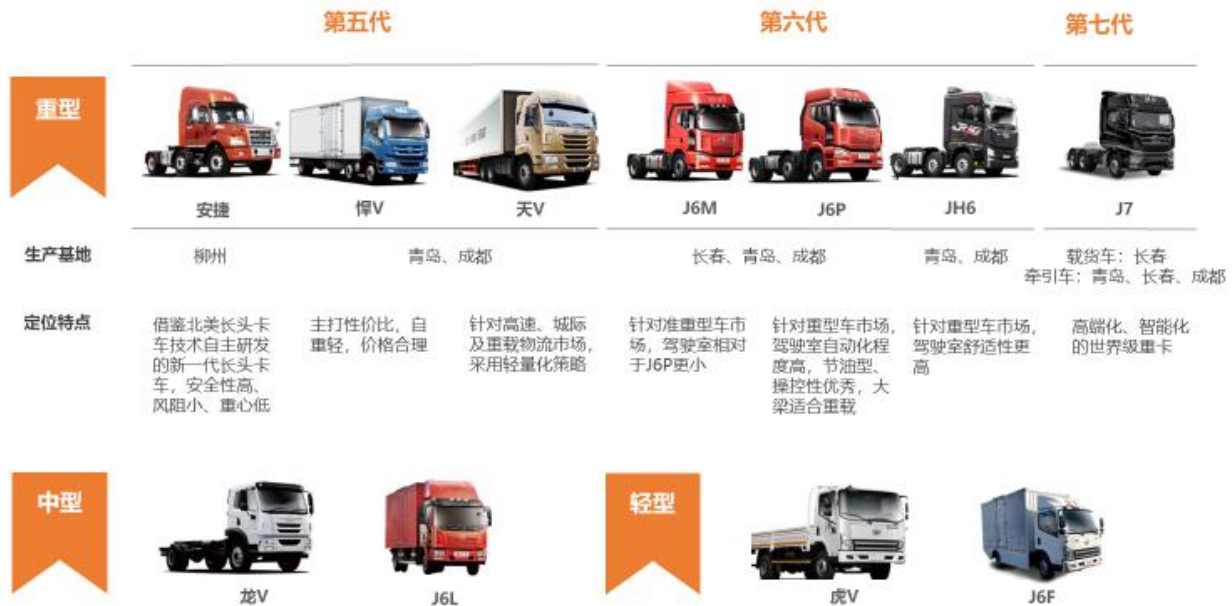 第五代
第六代
第七代
重型
安捷
悍V
天V
J6M
J6P
JH6
J7
生产基地
柳州
青岛、成都
长春、青岛、成都
青岛、成都
载货车：长春
牵引车：青岛、长春、成都
定位特点
借鉴北美长头卡
车技术自主研发
的新一代长头卡
车，安全性高、
风阻小、重心低
主打性价比，自
重轻，价格合理
针对高速、城际
及重载物流市场，
采用轻量化策略
针对准重型车市
场，驾驶室相对
于J6P更小
针对重型车市场，
驾驶室自动化程
度高，节油型、
操控性优秀，大
梁适合重载
针对重型车市场，
驾驶室舒适性更
高
高端化、智能化
的世界级重卡
中型
龙V
J6L
轻型
虎V
J6F